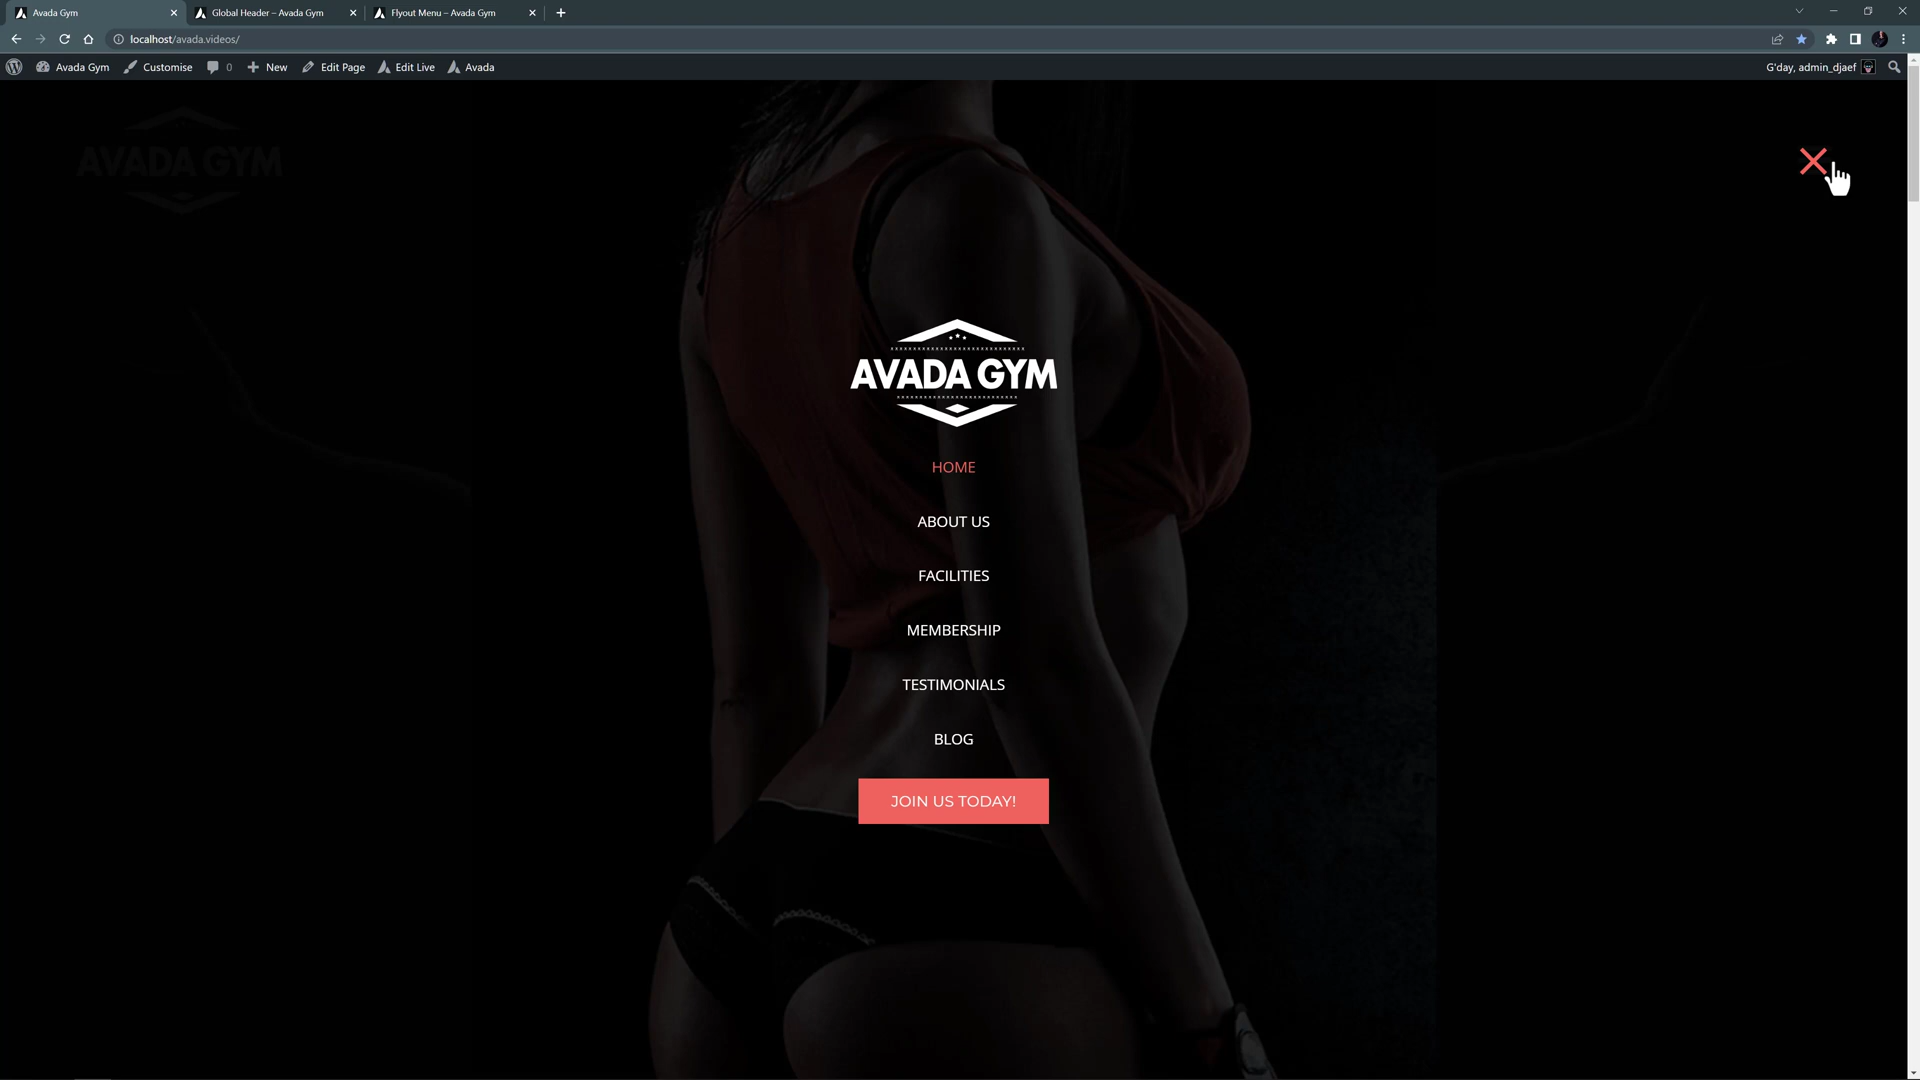 Avada Gym
Global Header – Avada Gym
Flyout Menu – Avada Gym
localhost/avada.videos/
Avada Gym
Customise
0
New
Edit Page
Edit Live
Avada
G'day, admin_djaef
AVADA GYM
AVADA GYM
HOME
ABOUT US
FACILITIES
MEMBERSHIP
TESTIMONIALS
BLOG
JOIN US TODAY!